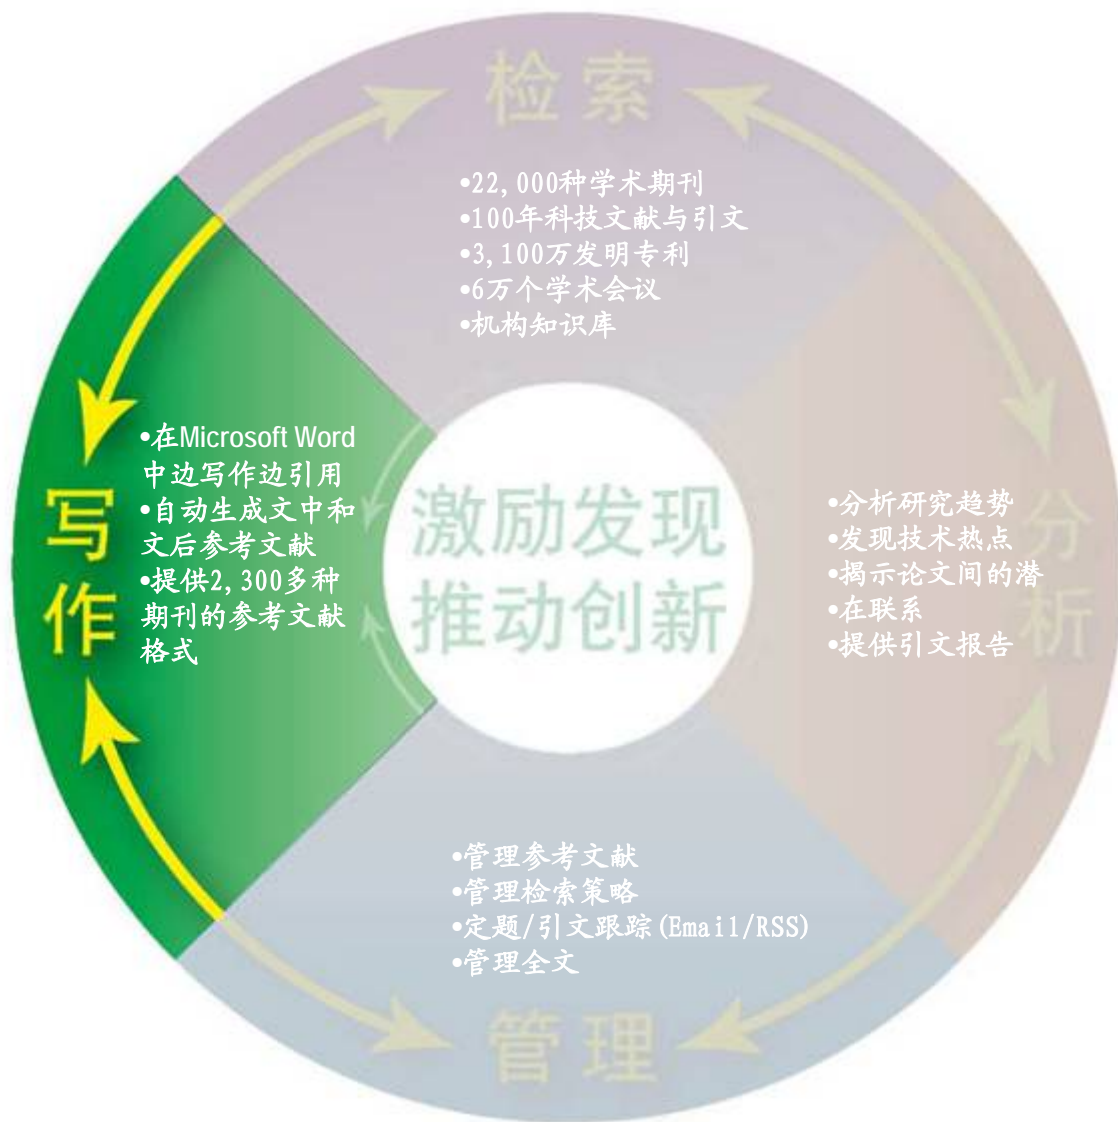 检索
•22,000种学术期刊
•100年科技文献与引文
•3,100万发明专利
•6万个学术会议
•机构知识库
写
作
•在Microsoft Word
中边写作边引用
•自动生成文中和
文后参考文献
•提供2,300多种
期刊的参考文献
格式
激励发现
推动创新
•分析研究趋势
•发现技术热点
•揭示论文间的潜
•在联系
•提供引文报告
分
析
•管理参考文献
•管理检索策略
•定题/引文跟踪(Email/RSS)
•管理全文
管理